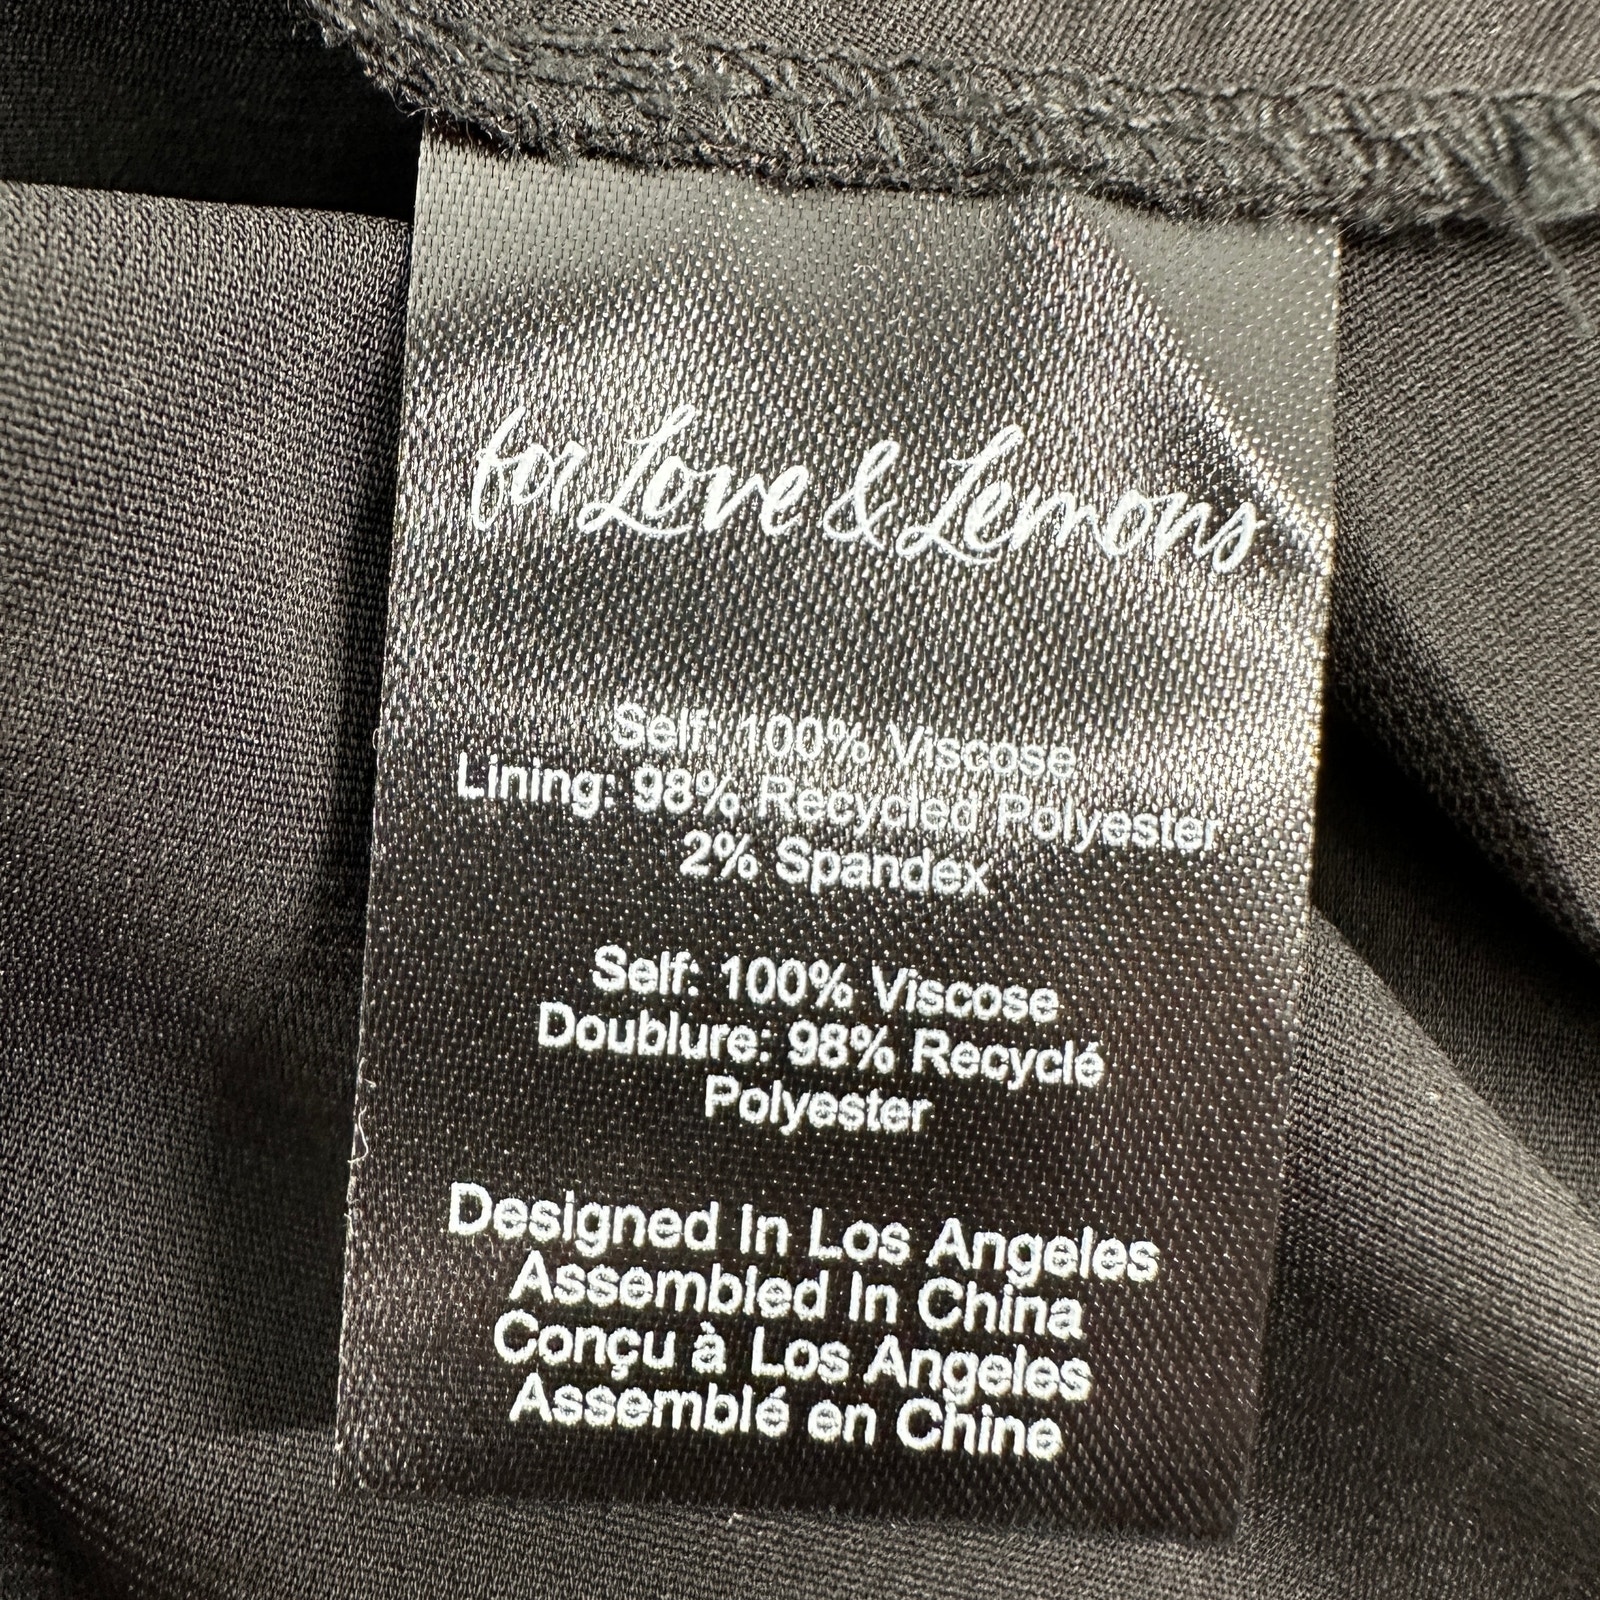 for Love & Lemons
Self: 100% Viscose
Lining: 98% Recycled Polyester
2% Spandex
Self: 100% Viscose
Doublure: 98% Recyclé
Polyester
Designed In Los Angeles
Assembled In China
Conçu à Los Angeles
Assemblé en Chine